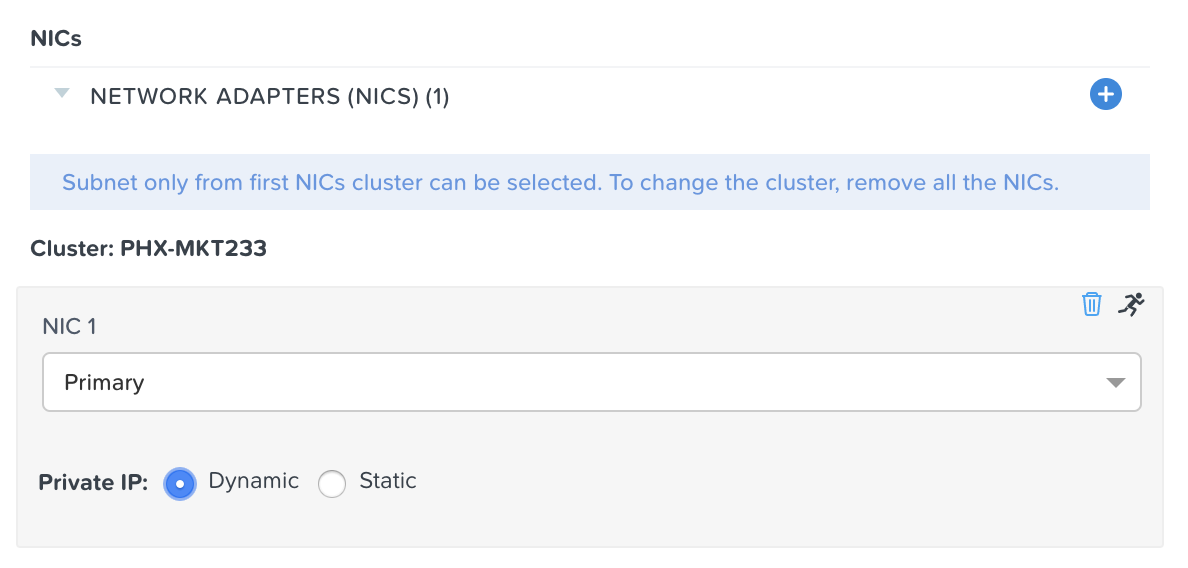 NICs
NETWORK ADAPTERS (NICS) (1)
Subnet only from first NICs cluster can be selected. To change the cluster, remove all the NICs.
Cluster: PHX-MKT233
NIC 1
Primary
Private IP: Dynamic Static